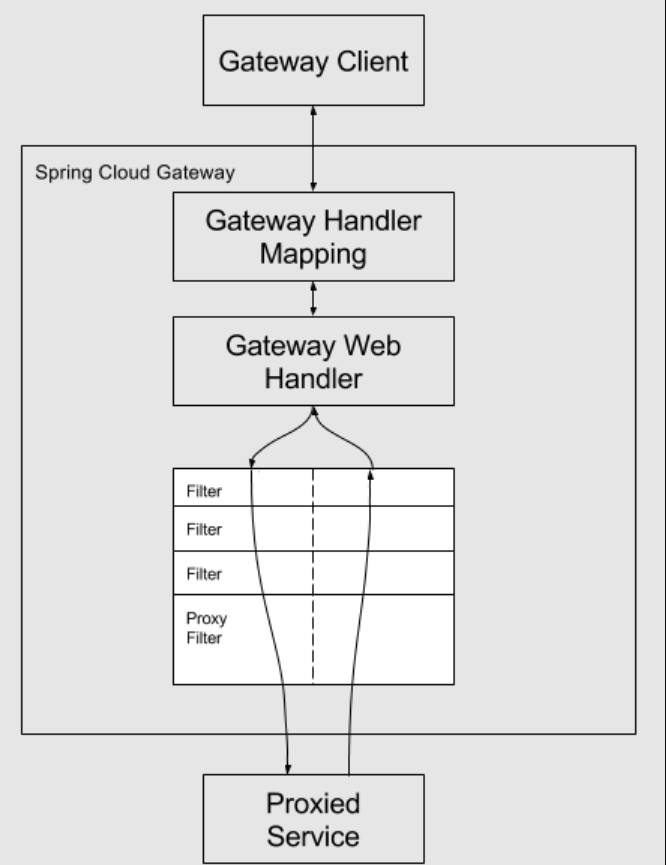 Gateway Client
Spring Cloud Gateway
Gateway Handler
Mapping
Gateway Web
Handler
Filter
Filter
Filter
Proxy
Filter
Proxied
Service